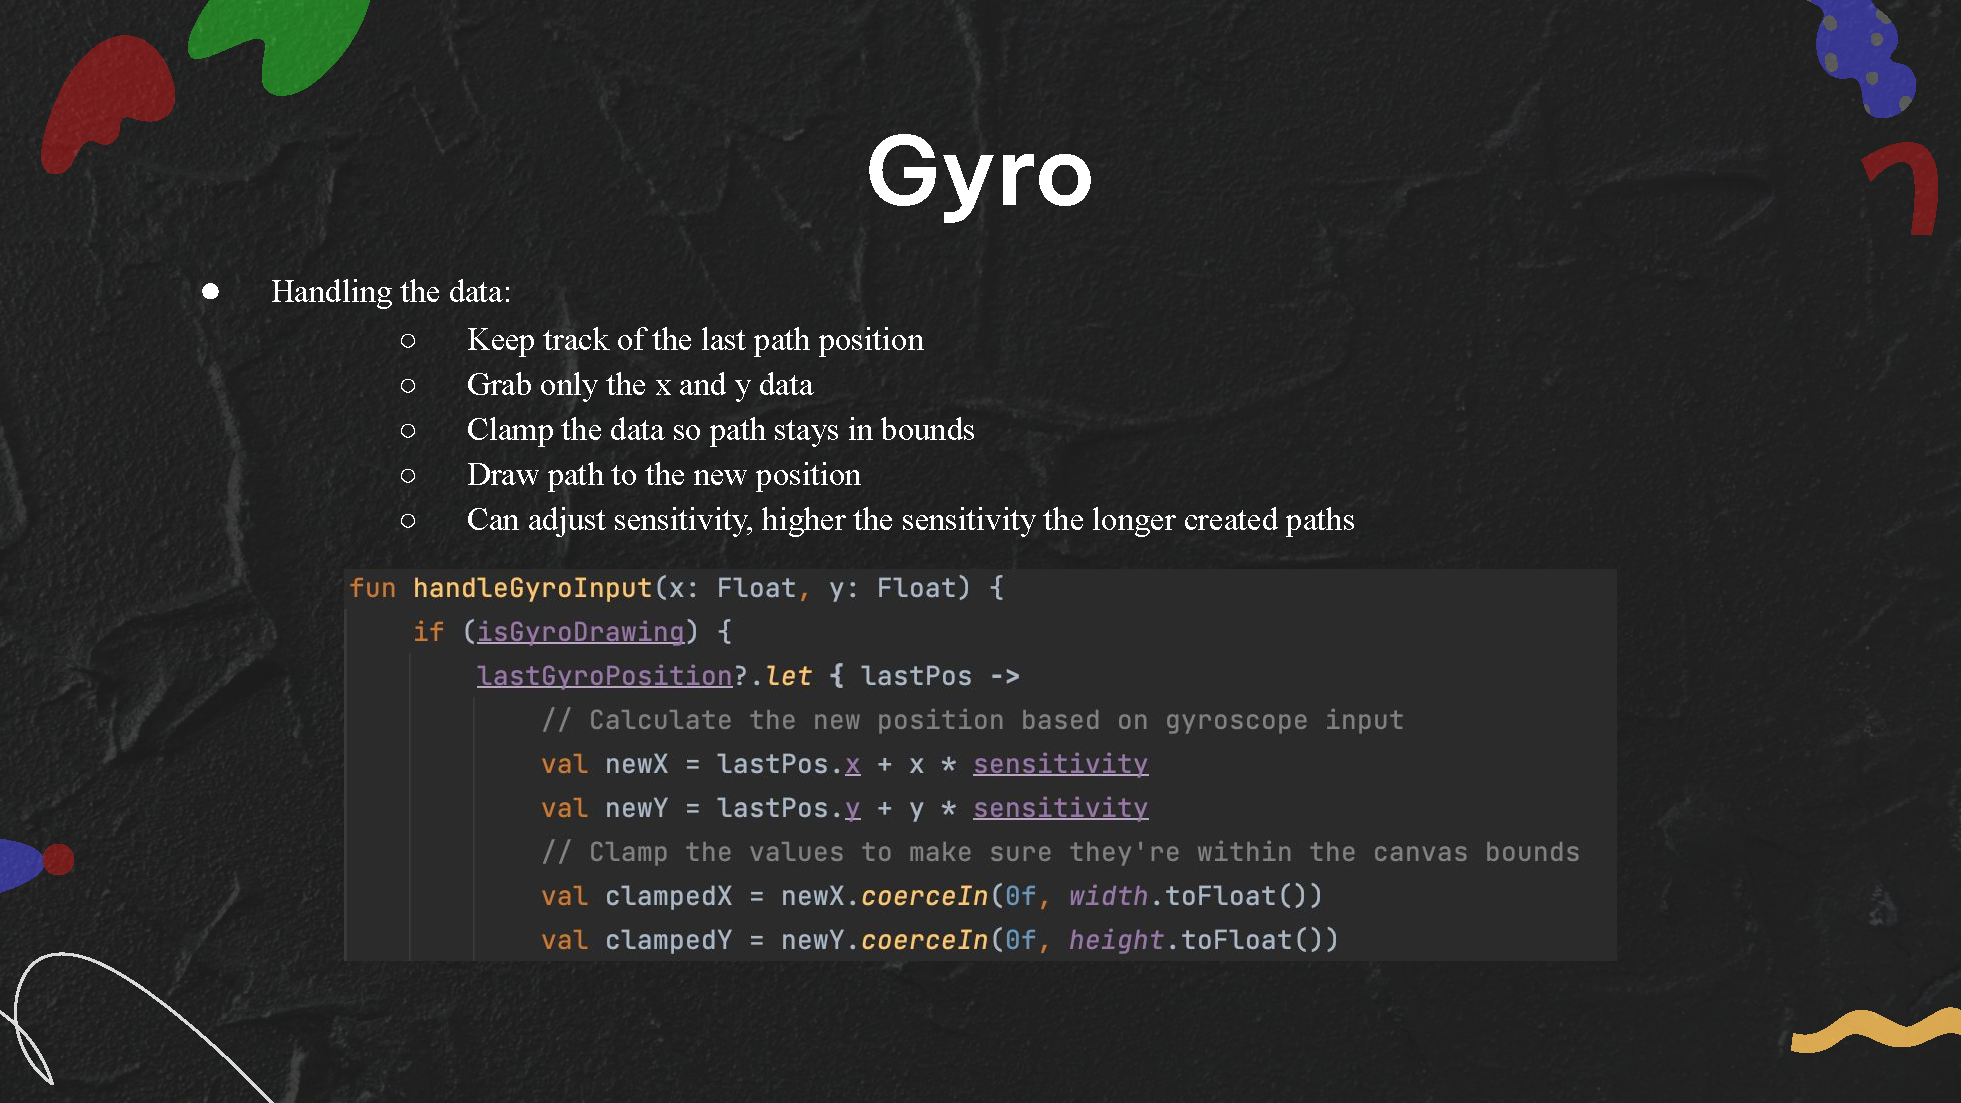 Gyro
● Handling the data:
○ Keep track of the last path position
○ Grab only the x and y data
○ Clamp the data so path stays in bounds
○ Draw path to the new position
○ Can adjust sensitivity, higher the sensitivity the longer created paths
fun handleGyroInput(x: Float, y: Float) {
    if (isGyroDrawing) {
        lastGyroPosition?.let { lastPos ->
            // Calculate the new position based on gyroscope input
            val newX = lastPos.x + x * sensitivity
            val newY = lastPos.y + y * sensitivity
            // Clamp the values to make sure they're within the canvas bounds
            val clampedX = newX.coerceIn(0f, width.toFloat())
            val clampedY = newY.coerceIn(0f, height.toFloat())